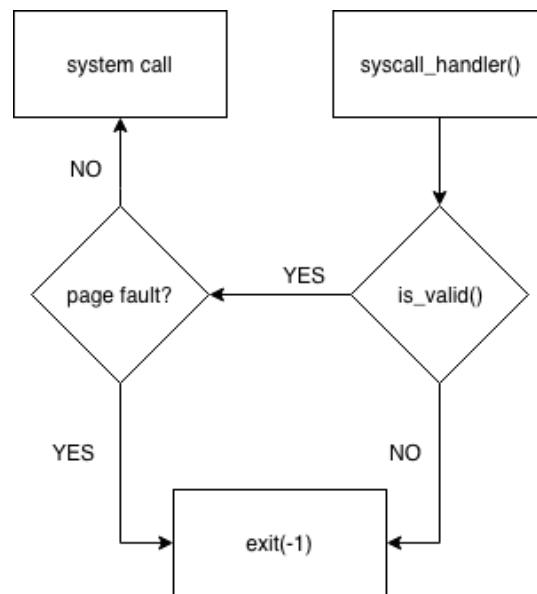 system call
syscall_handler()
NO
YES
page fault?
is_valid()
YES
NO
exit(-1)